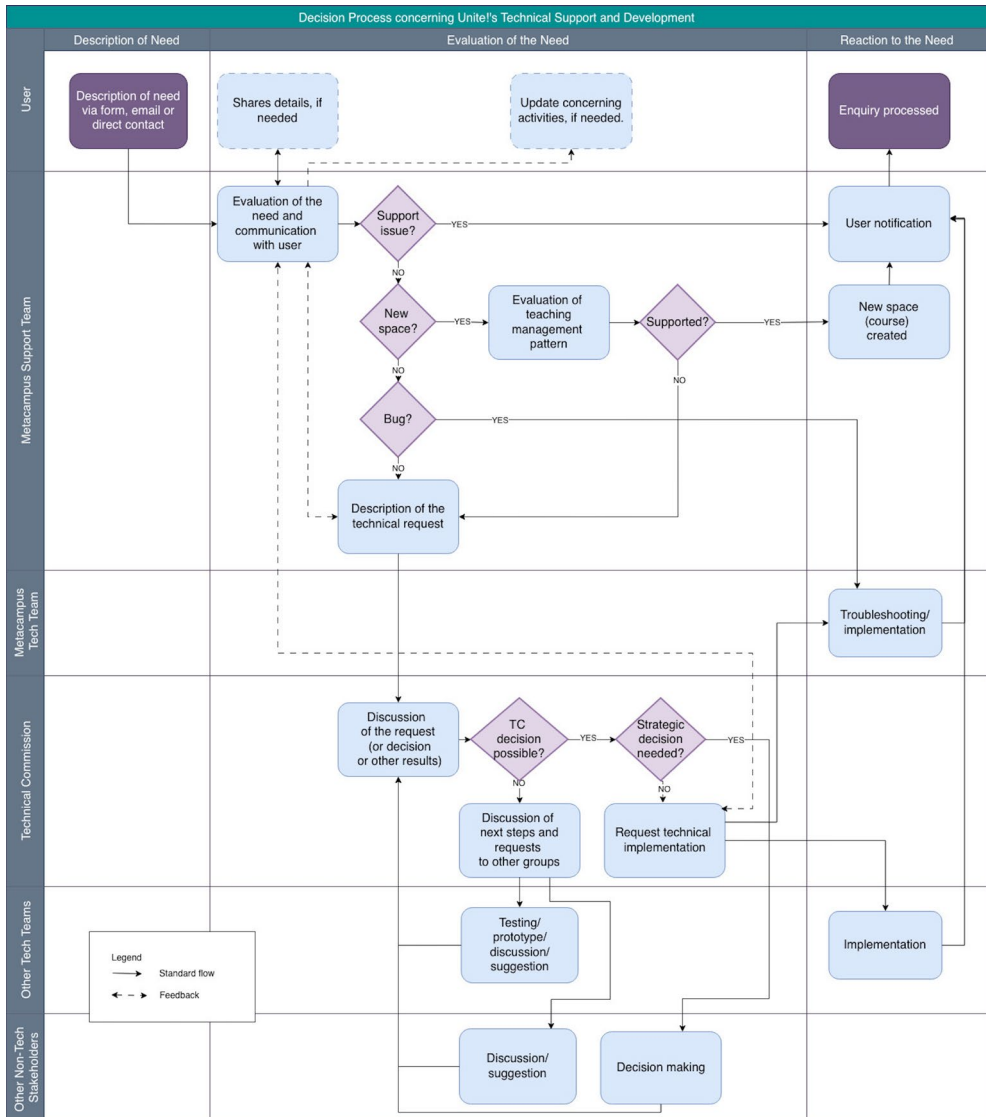 Decision Process concerning Unite!'s Technical Support and Development
Description of Need
Evaluation of the Need
Reaction to the Need
User
Description of need
via form, email or
direct contact
Shares details, if
needed
Update concerning
activities, if needed.
Enquiry processed
Metacampus Support Team
Evaluation of the
need and
communication
with user
Support
issue?
YES
User notification
NO
New
space?
YES
Evaluation of
teaching
management
pattern
Supported?
YES
New space
(course)
created
NO
NO
Bug?
YES
NO
Description of the
technical request
Metacampus
Tech Team
Troubleshooting/
implementation
Technical Commission
Discussion
of the request
(or decision
or other results)
TC
decision
possible?
YES
Strategic
decision
needed?
YES
NO
NO
Discussion of
next steps and
requests
to other groups
Request technical
implementation
Other Tech Teams
Testing/
prototype/
discussion/
suggestion
Implementation
Legend
Standard flow
Feedback
Other Non-Tech
Stakeholders
Discussion/
suggestion
Decision making